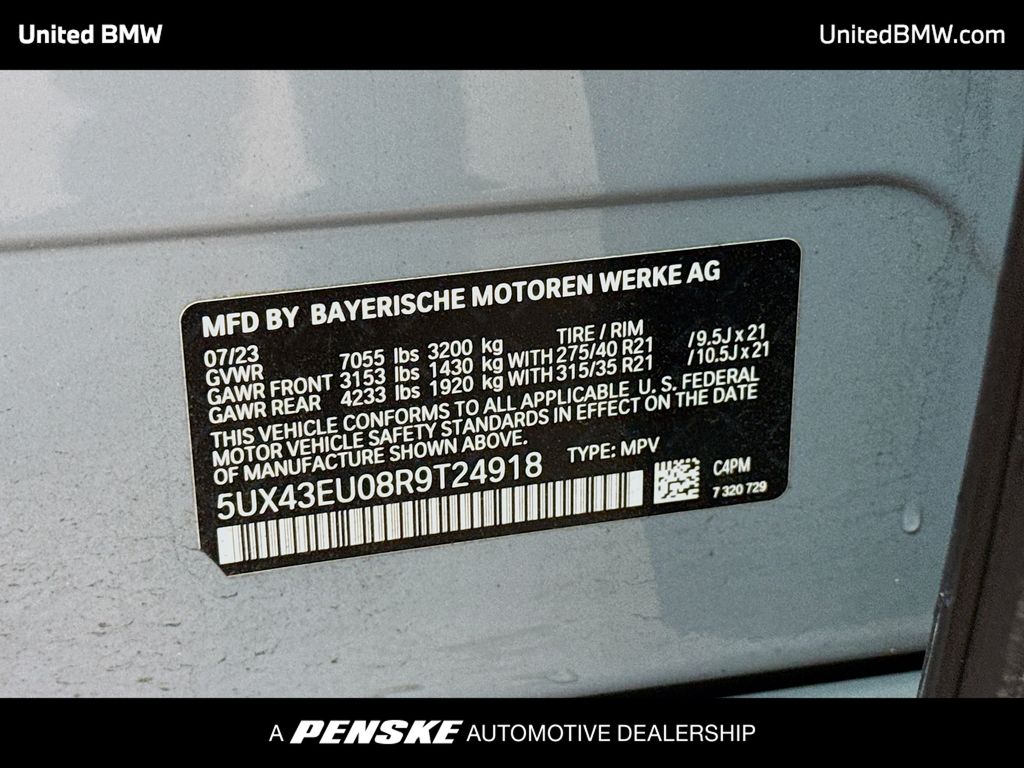 United BMW
UnitedBMW.com
MFD BY BAYERISCHE MOTOREN WERKE AG
07/23 TIRE / RIM
GVWR 7055 lbs 3200 kg
GAWR FRONT 3153 lbs 1430 kg WITH 275/40 R21 /9.5J x 21
GAWR REAR 4233 lbs 1920 kg WITH 315/35 R21 /10.5J x 21
THIS VEHICLE CONFORMS TO ALL APPLICABLE U. S. FEDERAL
MOTOR VEHICLE SAFETY STANDARDS IN EFFECT ON THE DATE
OF MANUFACTURE SHOWN ABOVE.
5UX43EU08R9T24918 TYPE: MPV
C4PM
7 320 729
A PENSKE AUTOMOTIVE DEALERSHIP